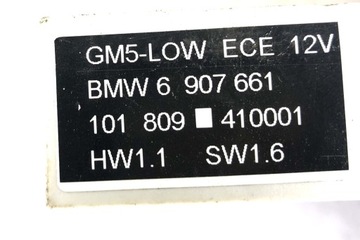 GM5-LOW ECE 12V
BMW 6 907 661
101 809 ■ 410001
HW1.1 SW1.6